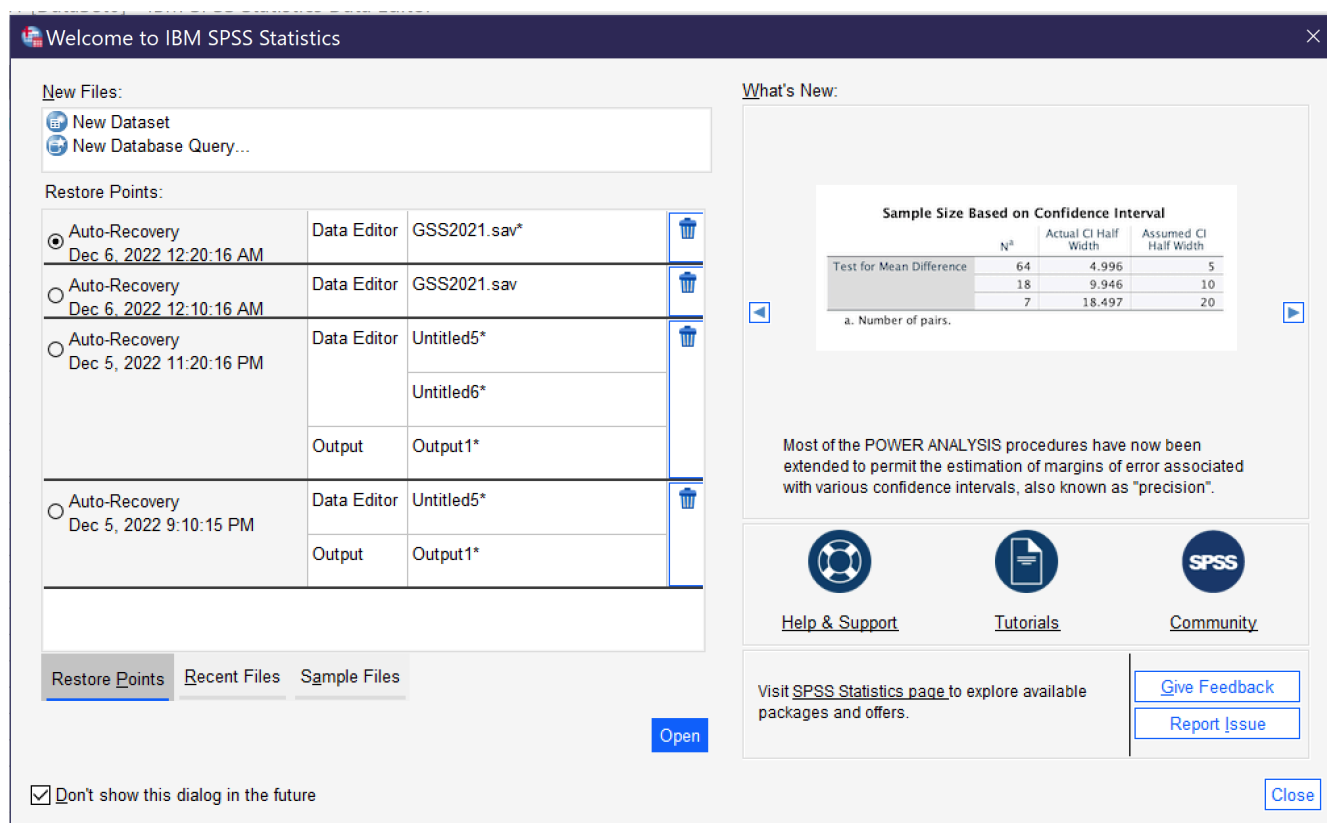 Welcome to IBM SPSS Statistics
New Files:
New Dataset
New Database Query...
Restore Points:
Auto-Recovery
Dec 6, 2022 12:20:16 AM
Data Editor
GSS2021.sav*
Auto-Recovery
Dec 6, 2022 12:10:16 AM
Data Editor
GSS2021.sav
Auto-Recovery
Dec 5, 2022 11:20:16 PM
Data Editor
Untitled5*
Untitled6*
Output
Output1*
Auto-Recovery
Dec 5, 2022 9:10:15 PM
Data Editor
Untitled5*
Output
Output1*
Restore Points
Recent Files
Sample Files
Open
Don't show this dialog in the future
What's New:
Sample Size Based on Confidence Interval
Nᵃ
Actual CI Half
Width
Assumed CI
Half Width
Test for Mean Difference 64 4.996 5
18 9.946 10
7 18.497 20
a. Number of pairs.
Most of the POWER ANALYSIS procedures have now been
extended to permit the estimation of margins of error associated
with various confidence intervals, also known as "precision".
SPSS
Help & Support
Tutorials
Community
Visit SPSS Statistics page to explore available
packages and offers.
Give Feedback
Report Issue
Close